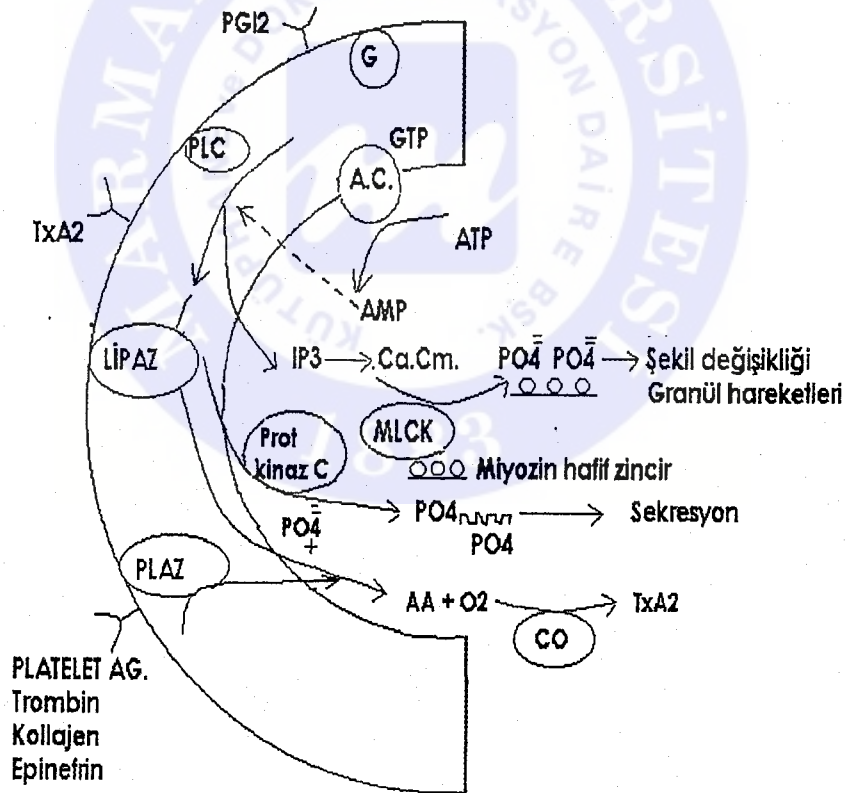 PGI2
G
PLC
GTP
A.C.
TxA2
ATP
AMP
LİPAZ
IP3
Ca.Cm.
PO4 PO4
Şekil değişikliği
Granül hareketleri
Prot
kinaz C
MLCK
Miyozin hafif zincir
PO4
+
PO4
PO4
Sekresyon
PLAZ
AA + O2
TxA2
CO
PLATELET AG.
Trombin
Kollajen
Epinefrin